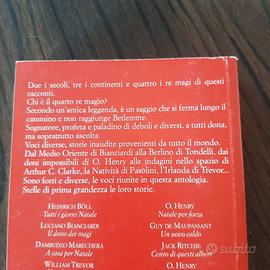 Due i secoli, tre i continenti e quattro i re magi di questi
racconti.
Chi è il quarto re magio?
Secondo un'antica leggenda, è un saggio che si ferma lungo il
cammino e non raggiunge Betlemme.
Sognatore, profeta e paladino di deboli e diversi, a tutti dona,
ma soprattutto ascolta.
Voci diverse, storie inaudite provenienti da tutto il mondo.
Dal Medio Oriente di Bianciardi alla Berlino di Tondelli, dai
doni impossibili di O. Henry alle indagini nello spazio di
Arthur C. Clarke, la Natività di Pasolini, l'Irlanda di Trevor...
Sono forti e diverse, le voci riunite in questa antologia.
Stelle di prima grandezza le loro storie.
HEINRICH BÖLL
Tutti i giorni Natale
O. HENRY
Natale per forza
LUCIANO BIANCIARDI
Il dono dei magi
GUY DE MAUPASSANT
Un uovo caldo
DAMBUDZO MARECHERA
A casa per Natale
JACK RITCHIE
Cento di questi alberi
WILLIAM TREVOR
O. HENRY
subito